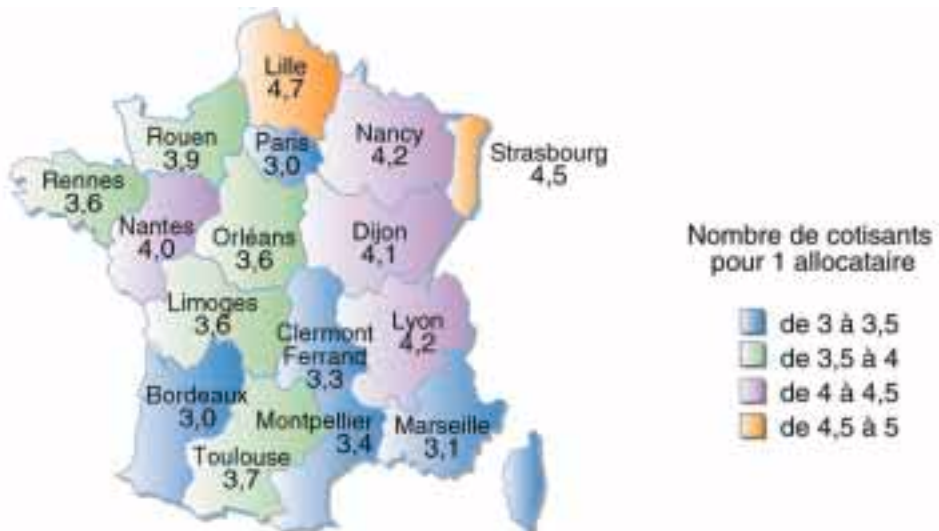 Lille
4,7
Rouen
3,9
Paris
3,0
Nancy
4,2
Strasbourg
4,5
Rennes
3,6
Nantes
4,0
Orléans
3,6
Dijon
4,1
Limoges
3,6
Clermont
Ferrand
3,3
Lyon
4,2
Bordeaux
3,0
Montpellier
3,4
Marseille
3,1
Toulouse
3,7
Nombre de cotisants
pour 1 allocataire
de 3 à 3,5
de 3,5 à 4
de 4 à 4,5
de 4,5 à 5